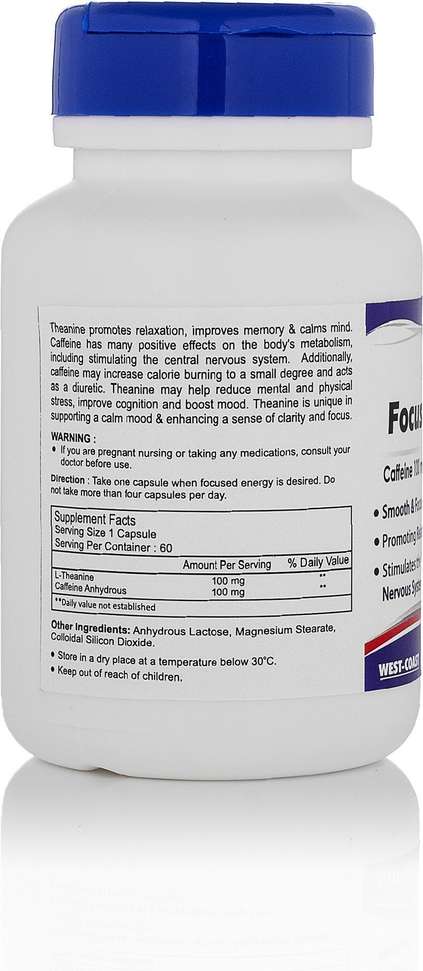 Theanine promotes relaxation, improves memory & calms mind.
Caffeine has many positive effects on the body's metabolism,
including stimulating the central nervous system. Additionally,
caffeine may increase calorie burning to a small degree and acts
as a diuretic. Theanine may help reduce mental and physical
stress, improve cognition and boost mood. Theanine is unique in
supporting a calm mood & enhancing a sense of clarity and focus.
WARNING :
• If you are pregnant nursing or taking any medications, consult your
doctor before use.
Direction : Take one capsule when focused energy is desired. Do
not take more than four capsules per day.
Supplement Facts
Serving Size 1 Capsule
Serving Per Container : 60
Amount Per Serving % Daily Value
L-Theanine 100 mg **
Caffeine Anhydrous 100 mg **
**Daily value not established
Other Ingredients: Anhydrous Lactose, Magnesium Stearate,
Colloidal Silicon Dioxide.
• Store in a dry place at a temperature below 30°C.
• Keep out of reach of children.
Focus
Cafféine 100 m
• Smooth & Focu
• Promoting Rel
• Stimulates th
Nervous Syste
WEST-COAST